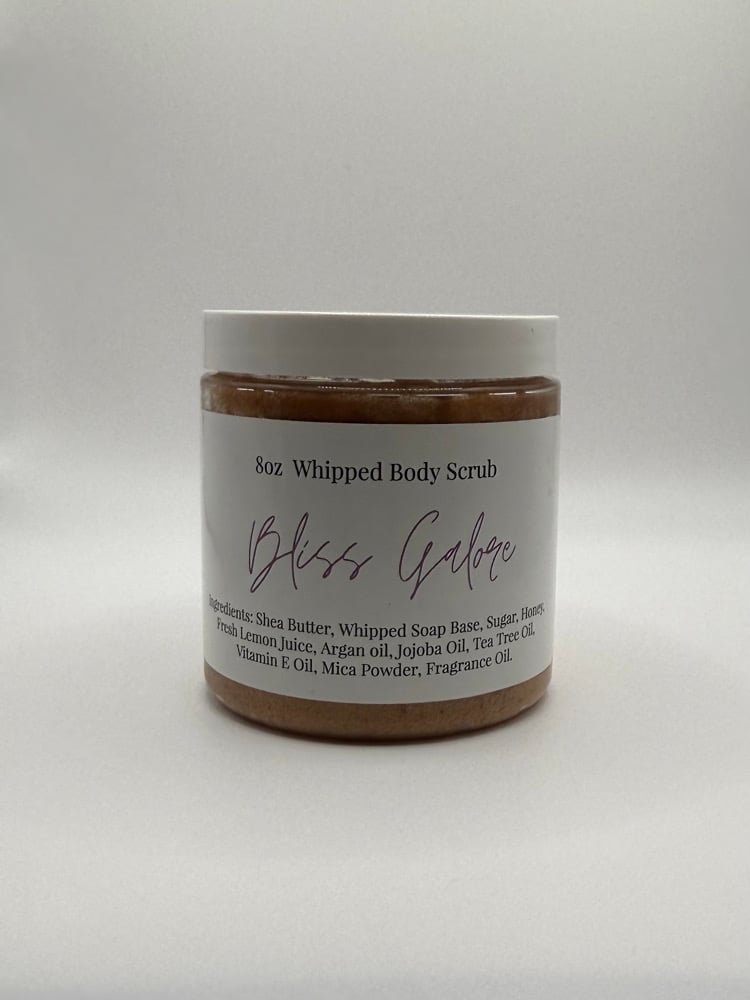 8oz Whipped Body Scrub
Bliss Galore
Ingredients: Shea Butter, Whipped Soap Base, Sugar, Honey,
Fresh Lemon Juice, Argan oil, Jojoba Oil, Tea Tree Oil,
Vitamin E Oil, Mica Powder, Fragrance Oil.